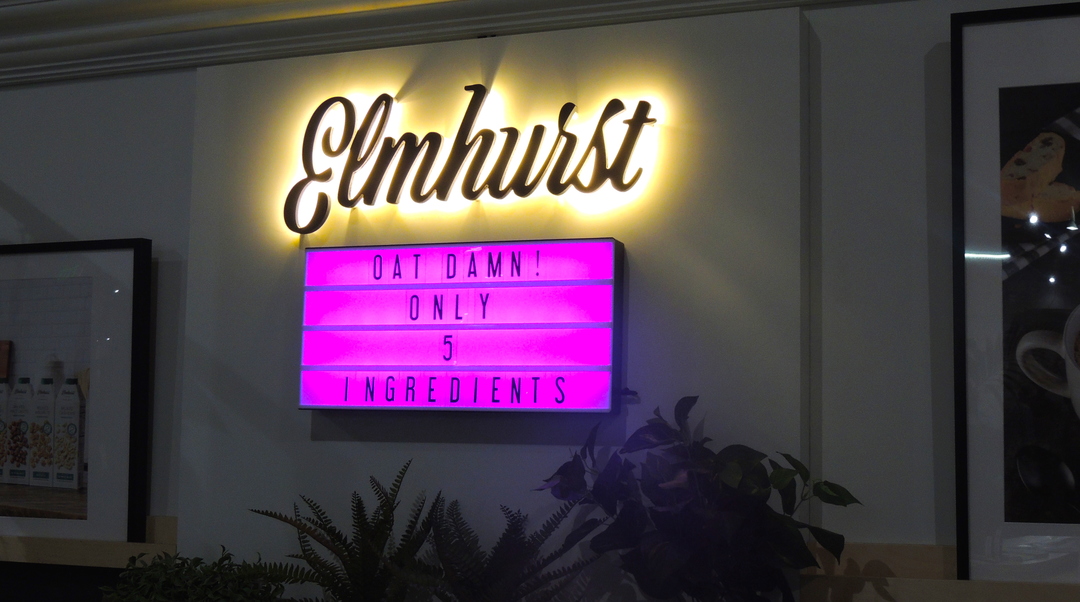 Elmhurst
OAT DAMN!
ONLY
5
INGREDIENTS